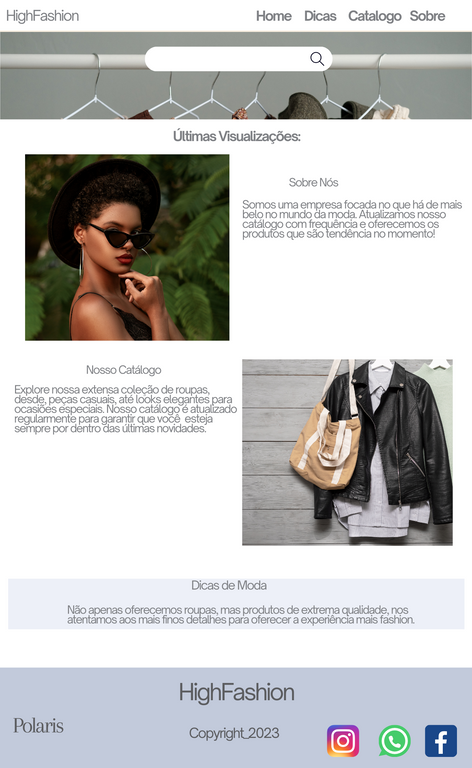 HighFashion
Home Dicas Catalogo Sobre
Últimas Visualizações:
Sobre Nós
Somos uma empresa focada no que há de mais
belo no mundo da moda. Atualizamos nosso
catálogo com frequência e oferecemos os
produtos que são tendência no momento!
Nosso Catálogo
Explore nossa extensa coleção de roupas,
desde, peças casuais, até looks elegantes para
ocasiões especiais. Nosso catálogo é atualizado
regularmente para garantir que você esteja
sempre por dentro das últimas novidades.
Dicas de Moda
Não apenas oferecemos roupas, mas produtos de extrema qualidade, nos
atentamos aos mais finos detalhes para oferecer a experiência mais fashion.
HighFashion
Polaris
Copyright_2023